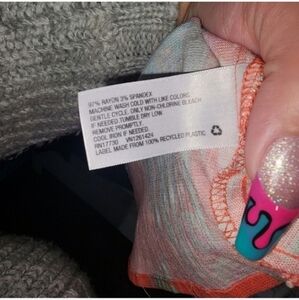 97% RAYON 3% SPANDEX
MACHINE WASH COLD WITH LIKE COLORS
GENTLE CYCLE. ONLY NON-CHLORINE BLEACH
IF NEEDED. TUMBLE DRY LOW
REMOVE PROMPTLY.
COOL IRON IF NEEDED.
RN17730 VN1261424
LABEL MADE FROM 100% RECYCLED PLASTIC